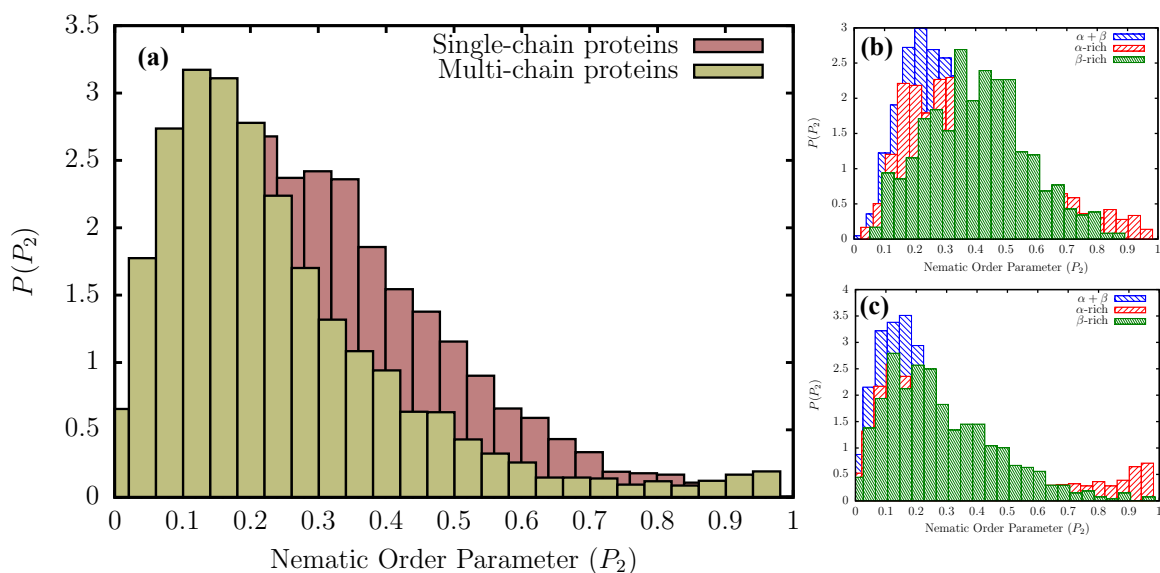 (a)
Single-chain proteins
Multi-chain proteins
P(P₂)
3.5
3
2.5
2
1.5
1
0.5
0
0 0.1 0.2 0.3 0.4 0.5 0.6 0.7 0.8 0.9 1
Nematic Order Parameter (P₂)
(b)
α + β
α-rich
β-rich
P(P₂)
3
2.5
2
1.5
1
0.5
0
0 0.1 0.2 0.3 0.4 0.5 0.6 0.7 0.8 0.9 1
Nematic Order Parameter (P₂)
(c)
α + β
α-rich
β-rich
P(P₂)
4
3.5
3
2.5
2
1.5
1
0.5
0
0 0.1 0.2 0.3 0.4 0.5 0.6 0.7 0.8 0.9 1
Nematic Order Parameter (P₂)